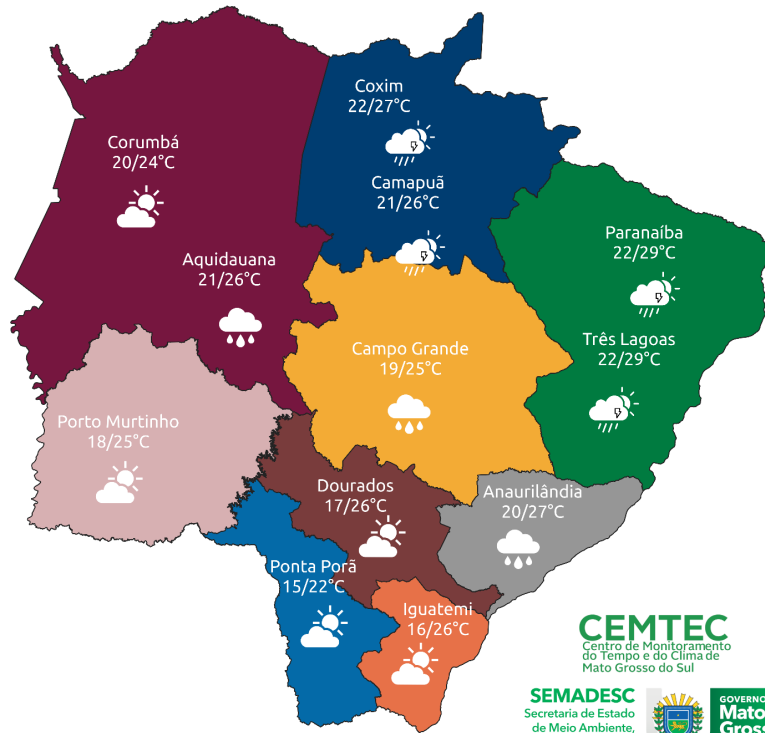 Coxim
22/27°C
Corumbá
20/24°C
Camapuã
21/26°C
Paranaíba
22/29°C
Aquidauana
21/26°C
Três Lagoas
22/29°C
Campo Grande
19/25°C
Porto Murtinho
18/25°C
Dourados
17/26°C
Anaurilândia
20/27°C
Ponta Porã
15/22°C
Iguatemi
16/26°C
CEMTEC
Centro de Monitoramento
do Tempo e do Clima de
Mato Grosso do Sul
SEMADESC
Secretaria de Estado
de Meio Ambiente,
GOVERNO
Mato
Gross